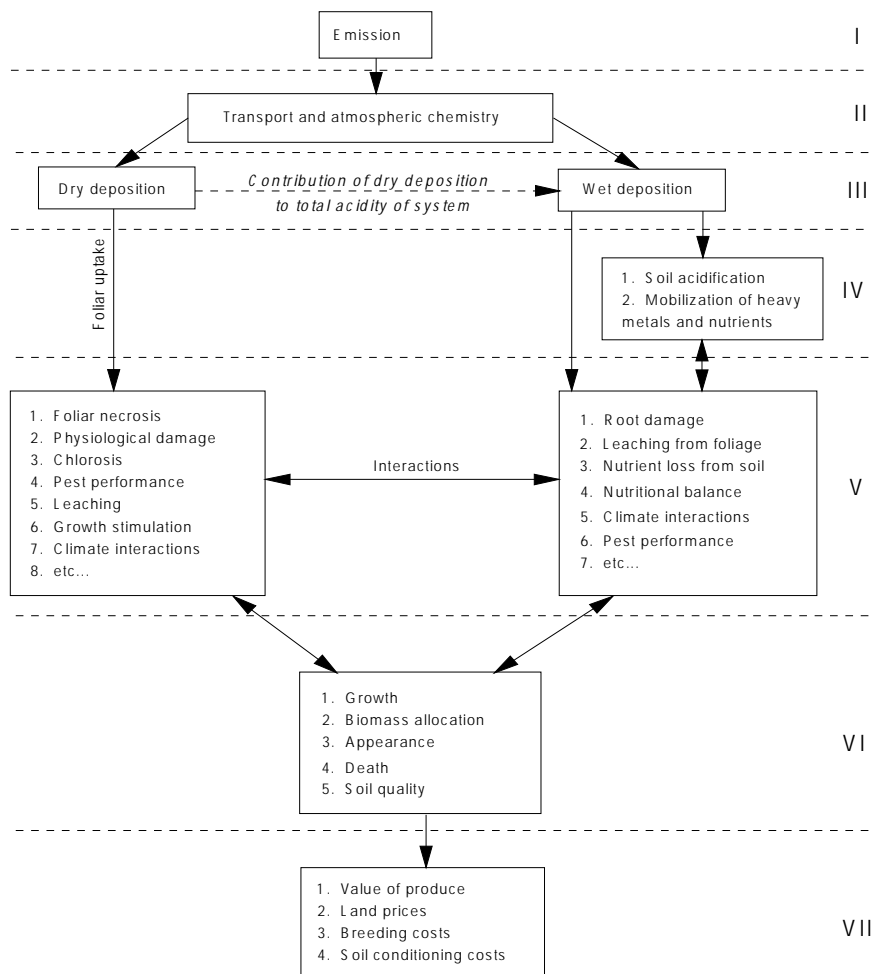 Emission
I
Transport and atmospheric chemistry
II
Dry deposition
Contribution of dry deposition
to total acidity of system
Wet deposition
III
Foliar uptake
1. Soil acidification
2. Mobilization of heavy
metals and nutrients
IV
1. Foliar necrosis
2. Physiological damage
3. Chlorosis
4. Pest performance
5. Leaching
6. Growth stimulation
7. Climate interactions
8. etc...
Interactions
1. Root damage
2. Leaching from foliage
3. Nutrient loss from soil
4. Nutritional balance
5. Climate interactions
6. Pest performance
7. etc...
V
1. Growth
2. Biomass allocation
3. Appearance
4. Death
5. Soil quality
VI
1. Value of produce
2. Land prices
3. Breeding costs
4. Soil conditioning costs
VII